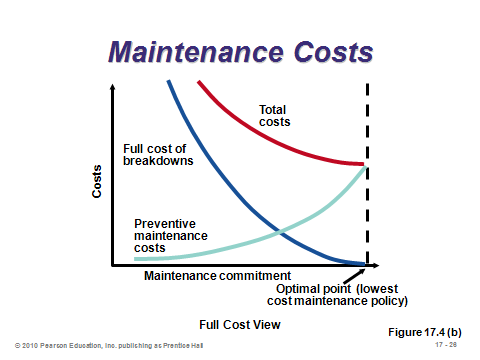 Maintenance Costs
Total
costs
Full cost of
breakdowns
Costs
Preventive
maintenance
costs
Maintenance commitment
Optimal point (lowest
cost maintenance policy)
Full Cost View
Figure 17.4 (b)
© 2010 Pearson Education, Inc. publishing as Prentice Hall
17 - 28